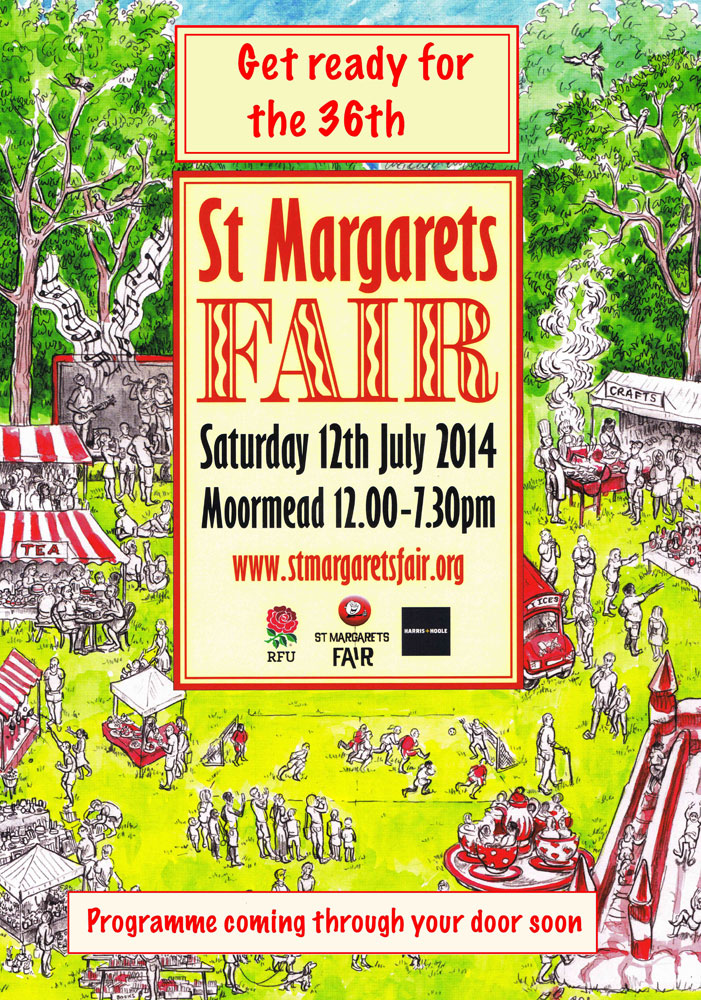 Get ready for
the 36th
St Margarets
FAIR
Saturday 12th July 2014
Moormead 12.00-7.30pm
www.stmargaretsfair.org
RFU
ST MARGARETS
FAIR
HARRIS+HOOLE
CRAFTS
TEA
ICES
Programme coming through your door soon
BOOKS